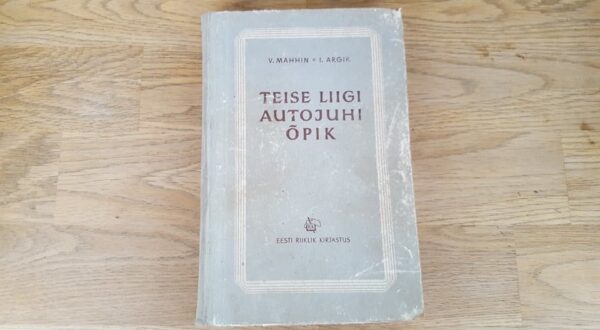 V. MAHHIN • I. ARGIK
TEISE LIIGI
AUTOJUHI
ÕPIK
EESTI RIIKLIK KIRJASTUS